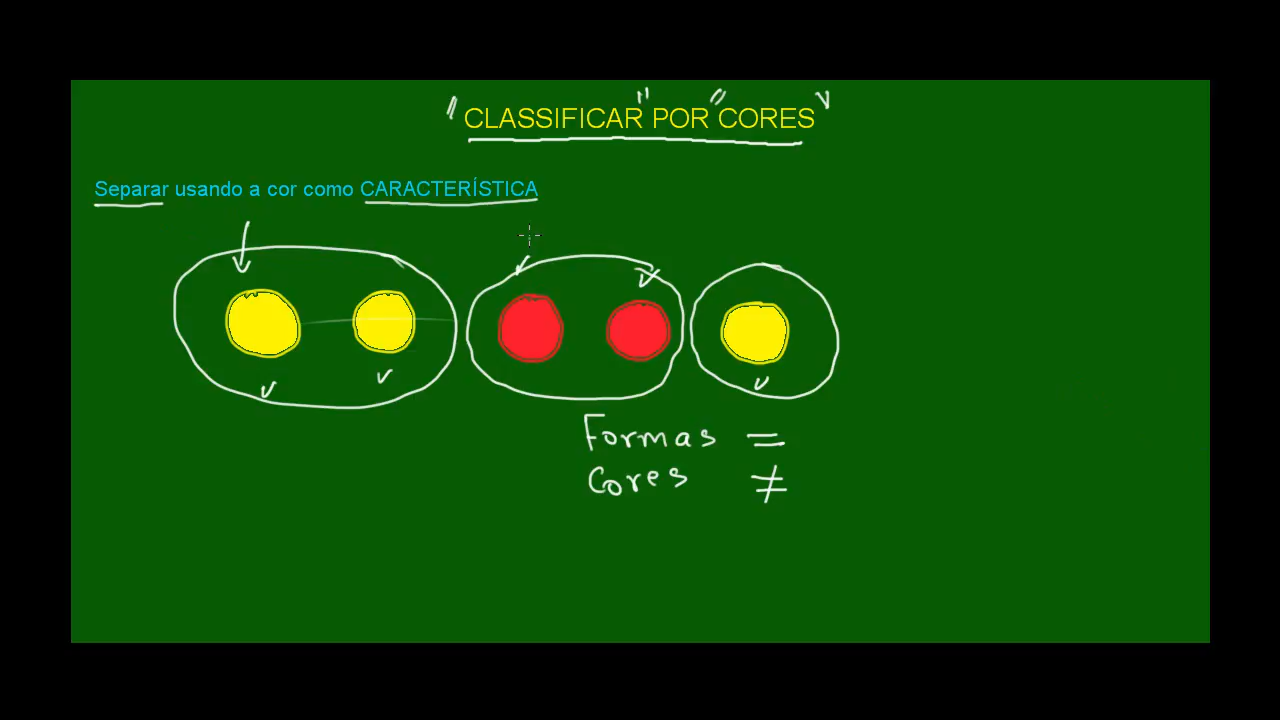 "CLASSIFICAR" POR "CORES"
Separar usando a cor como CARACTERÍSTICA
Formas =
Cores ≠